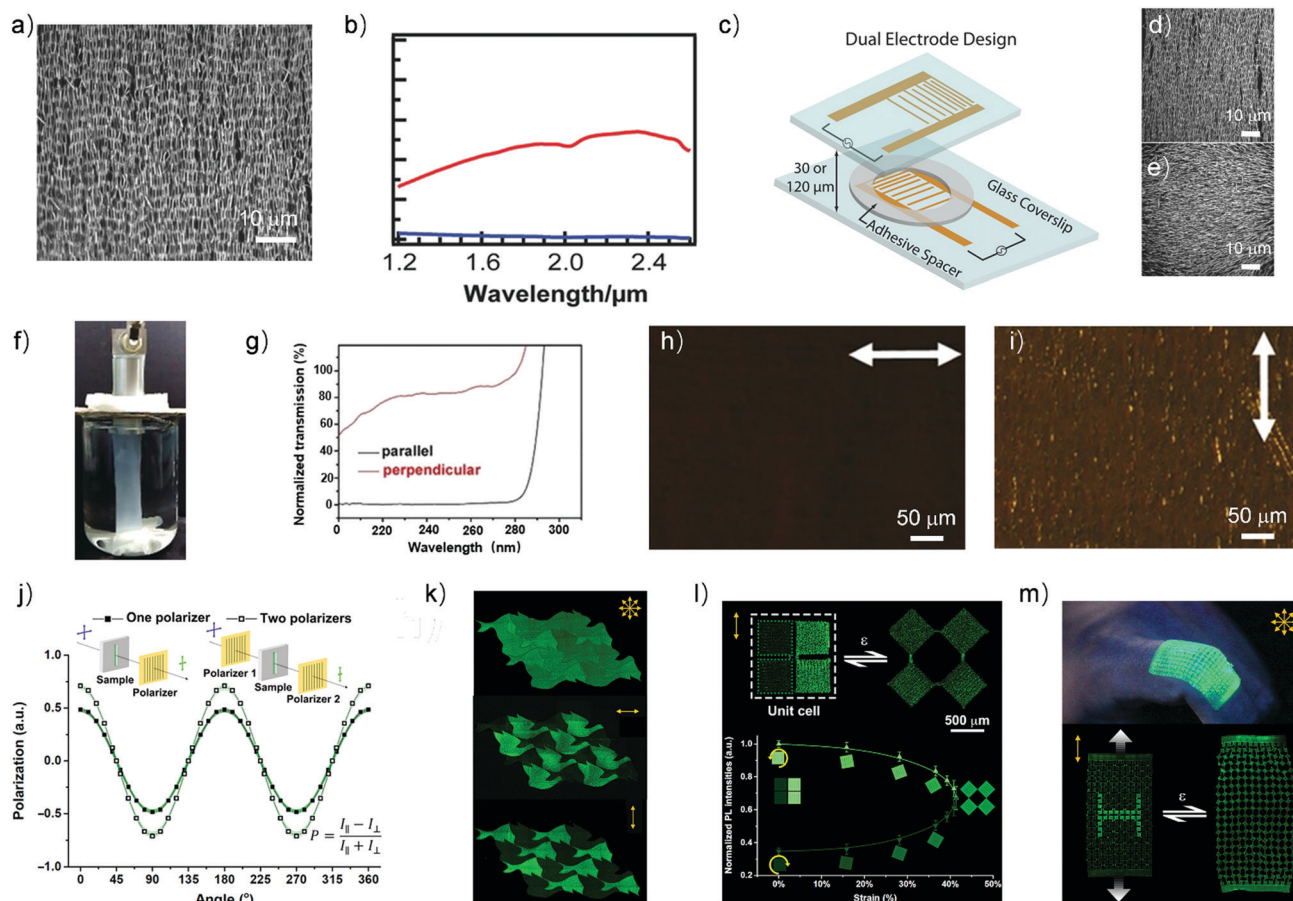 a)
10 μm
b)
1.2
1.6
2.0
2.4
Wavelength/μm
c)
Dual Electrode Design
30 or
120 μm
Glass Coverslip
Adhesive Spacer
d)
10 μm
e)
10 μm
f)
g)
Normalized transmission (%)
100
80
60
40
20
0
parallel
perpendicular
220
240
260
280
300
Wavelength (nm)
h)
50 μm
i)
50 μm
j)
One polarizer
Two polarizers
Sample
Polarizer
Polarizer 1
Sample
Polarizer 2
Polarization (a.u.)
1.0
0.5
0.0
−0.5
−1.0
P = (I∥ − I⊥) / (I∥ + I⊥)
0
45
90
135
180
225
270
315
360
Angle (°)
k)
l)
ε
Unit cell
500 μm
Normalized PL intensities (a.u.)
1.0
0.8
0.6
0.4
0.2
0%
10%
20%
30%
40%
50%
Strain (%)
m)
H
ε